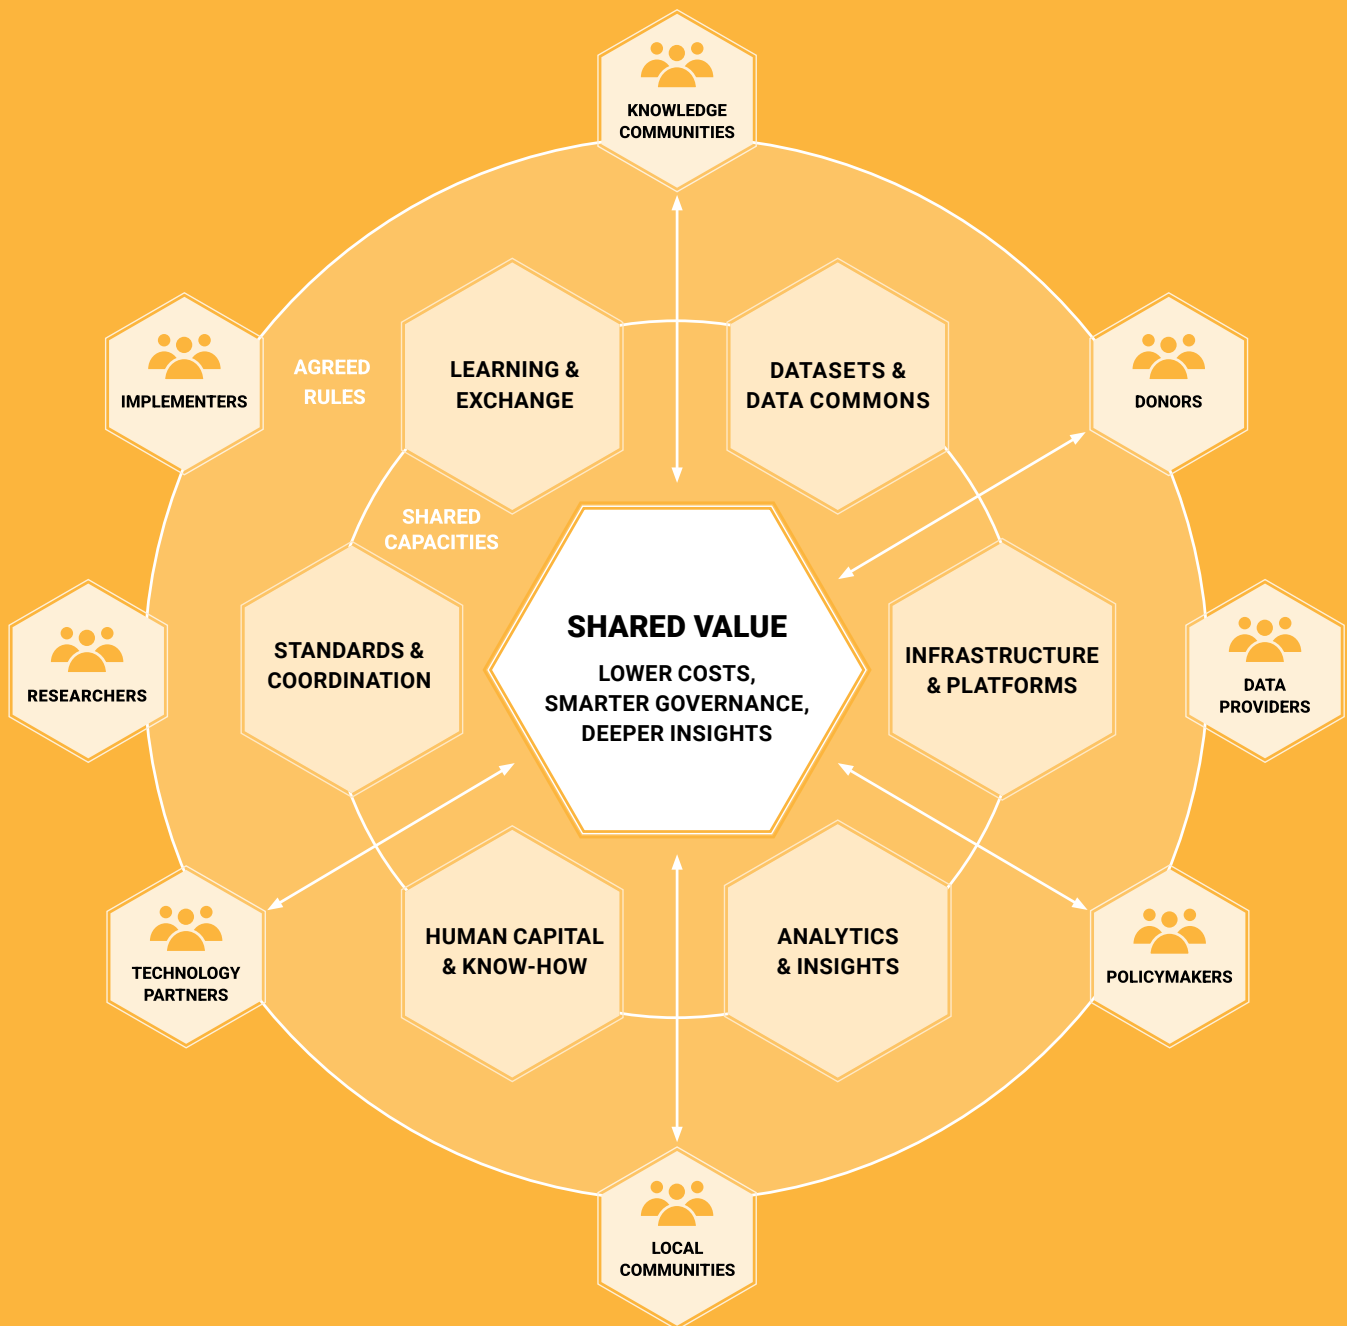 KNOWLEDGE
COMMUNITIES
IMPLEMENTERS
AGREED
RULES
LEARNING &
EXCHANGE
DATASETS &
DATA COMMONS
DONORS
SHARED
CAPACITIES
RESEARCHERS
STANDARDS &
COORDINATION
SHARED VALUE
LOWER COSTS,
SMARTER GOVERNANCE,
DEEPER INSIGHTS
INFRASTRUCTURE
& PLATFORMS
DATA
PROVIDERS
TECHNOLOGY
PARTNERS
HUMAN CAPITAL
& KNOW-HOW
ANALYTICS
& INSIGHTS
POLICYMAKERS
LOCAL
COMMUNITIES